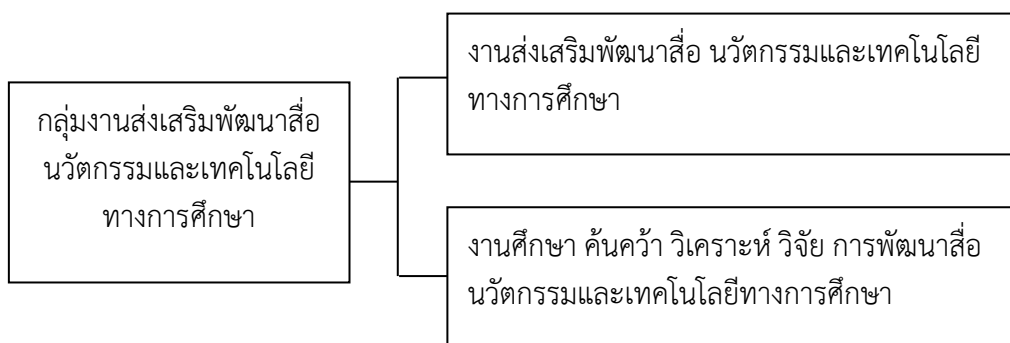 กลุ่มงานส่งเสริมพัฒนาสื่อ
นวัตกรรมและเทคโนโลยี
ทางการศึกษา
งานส่งเสริมพัฒนาสื่อ นวัตกรรมและเทคโนโลยี
ทางการศึกษา
งานศึกษา ค้นคว้า วิเคราะห์ วิจัย การพัฒนาสื่อ
นวัตกรรมและเทคโนโลยีทางการศึกษา